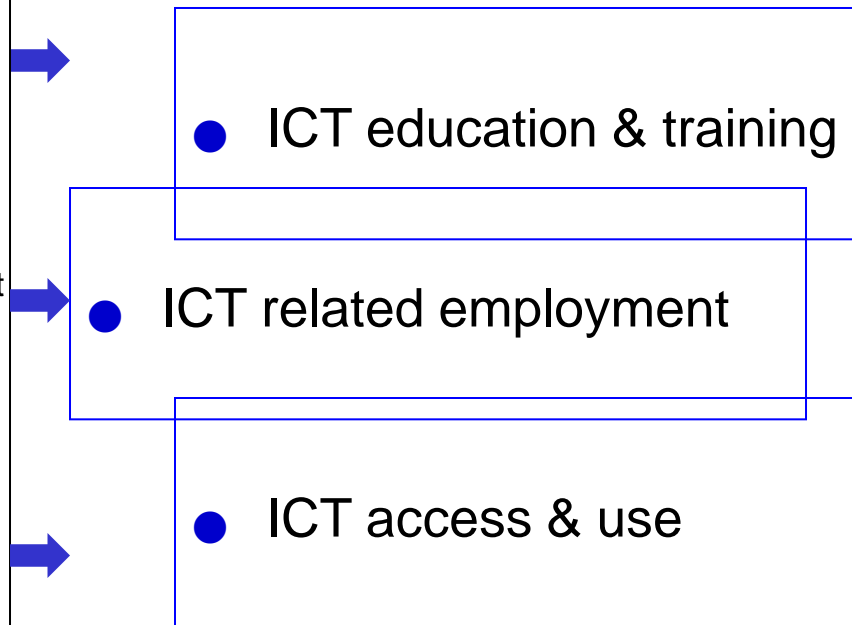 ● ICT education & training
● ICT related employment
● ICT access & use